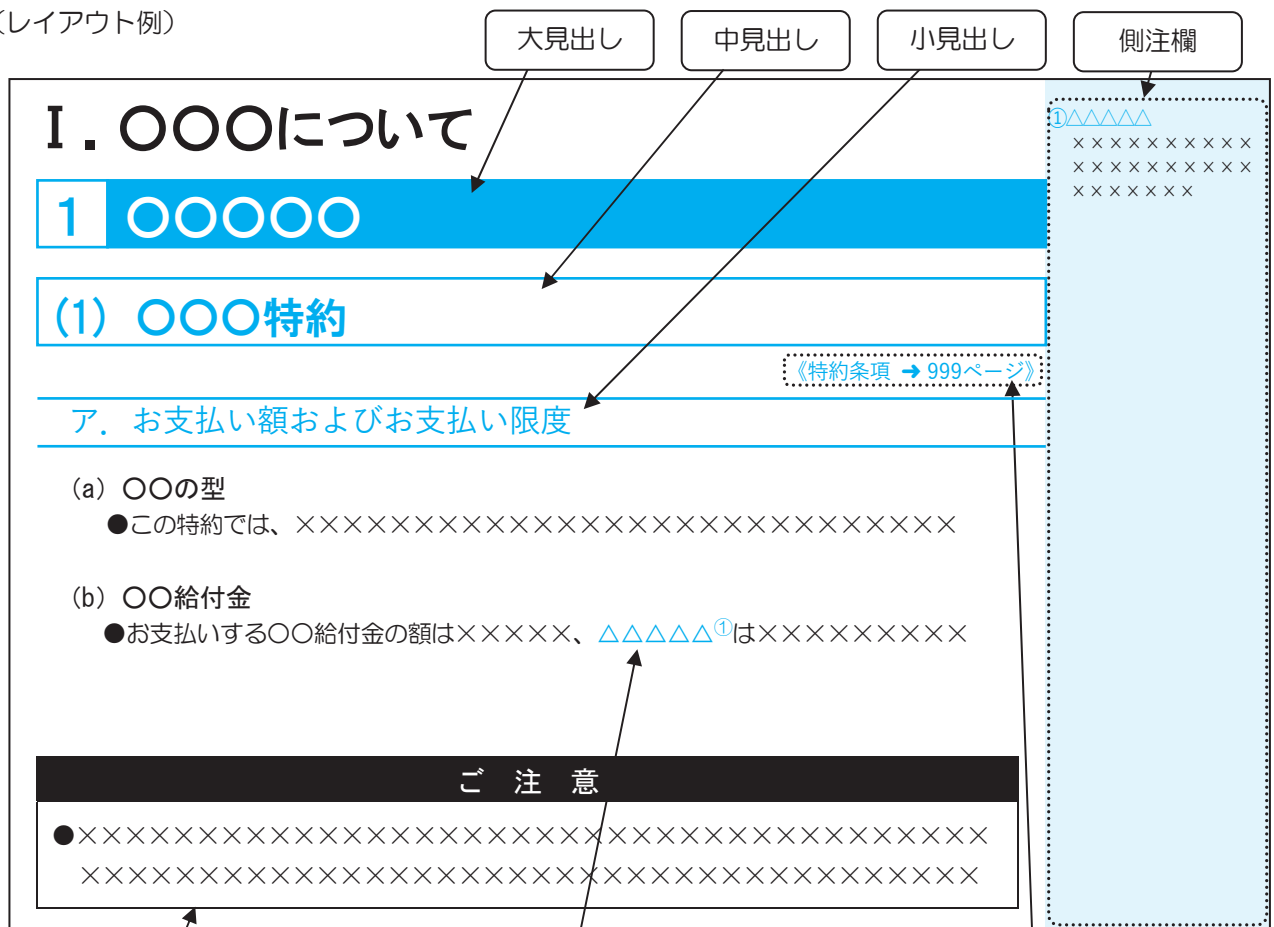 （レイアウト例）
大見出し
中見出し
小見出し
側注欄
Ⅰ．〇〇〇について
1 〇〇〇〇〇
(1) 〇〇〇特約
《特約条項 ➜ 999ページ》
ア．お支払い額およびお支払い限度
(a) 〇〇の型
●この特約では、××××××××××××××××××××××××××××
(b) 〇〇給付金
●お支払いする〇〇給付金の額は×××××、△△△△△①は×××××××××
ご 注 意
●××××××××××××××××××××××××××××××××××××××
××××××××××××××××××××××××××××××××××××××
①△△△△△
××××××××××
××××××××××
×××××××